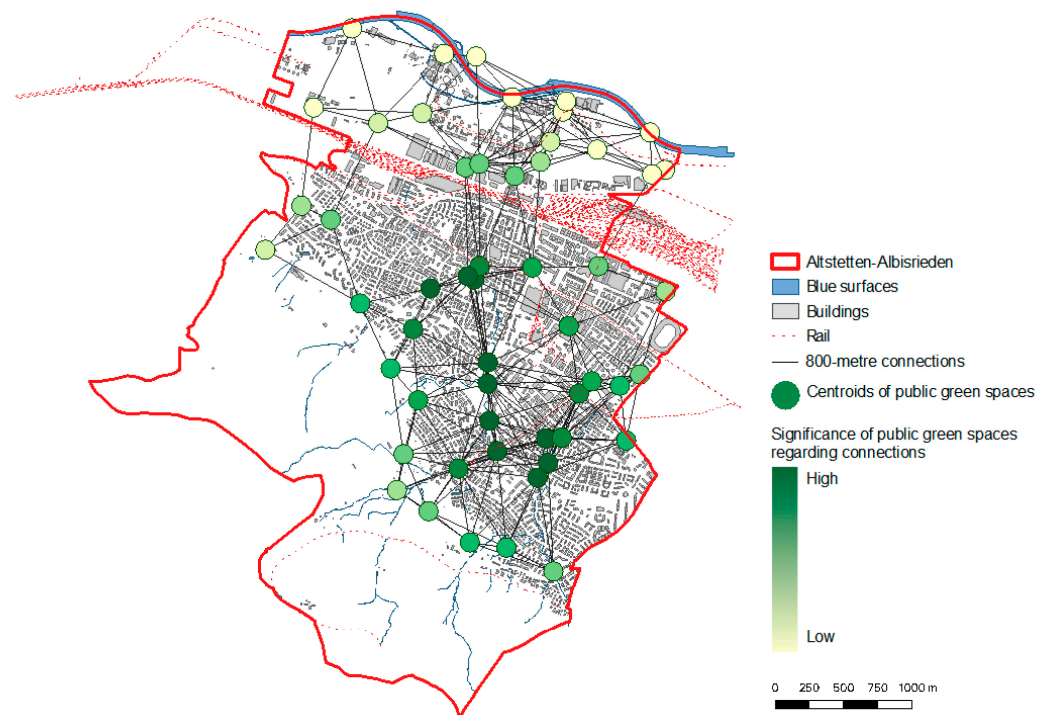 Altstetten-Albisrieden
Blue surfaces
Buildings
Rail
800-metre connections
Centroids of public green spaces
Significance of public green spaces
regarding connections
High
Low
0 250 500 750 1000 m